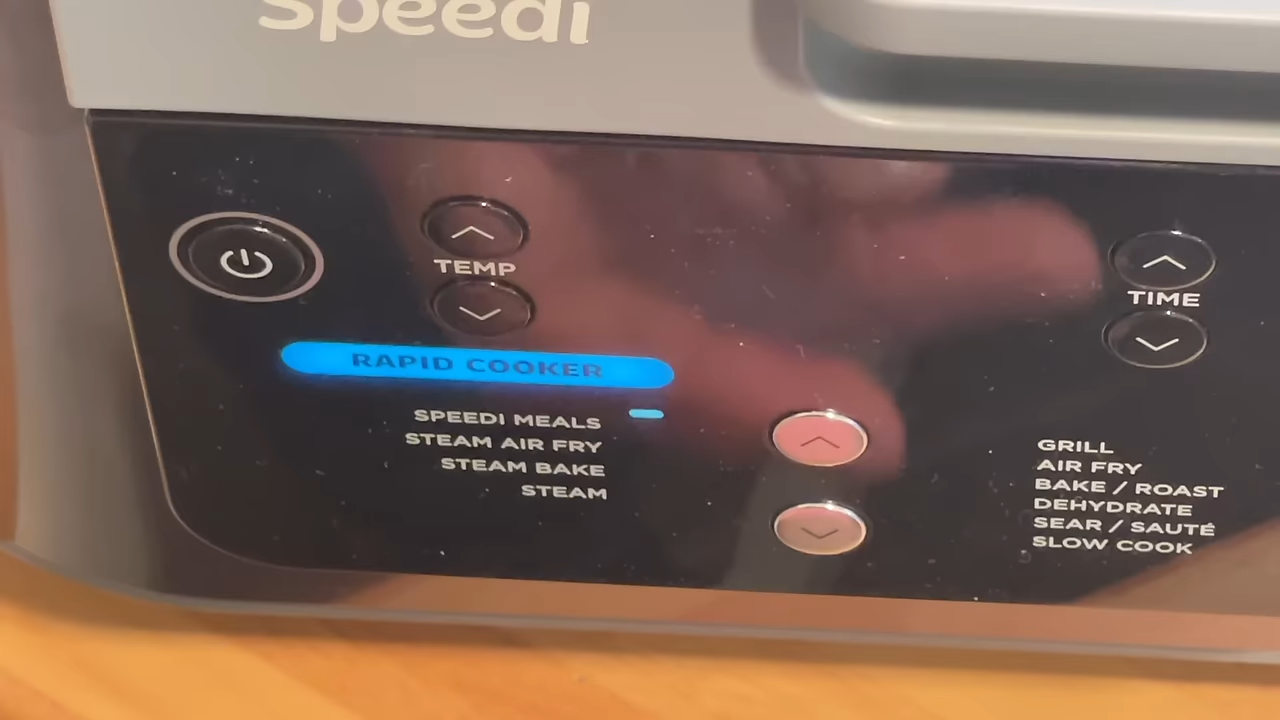 Speedi
TEMP
TIME
RAPID COOKER
SPEEDI MEALS
STEAM AIR FRY
STEAM BAKE
STEAM
GRILL
AIR FRY
BAKE / ROAST
DEHYDRATE
SEAR / SAUTÉ
SLOW COOK